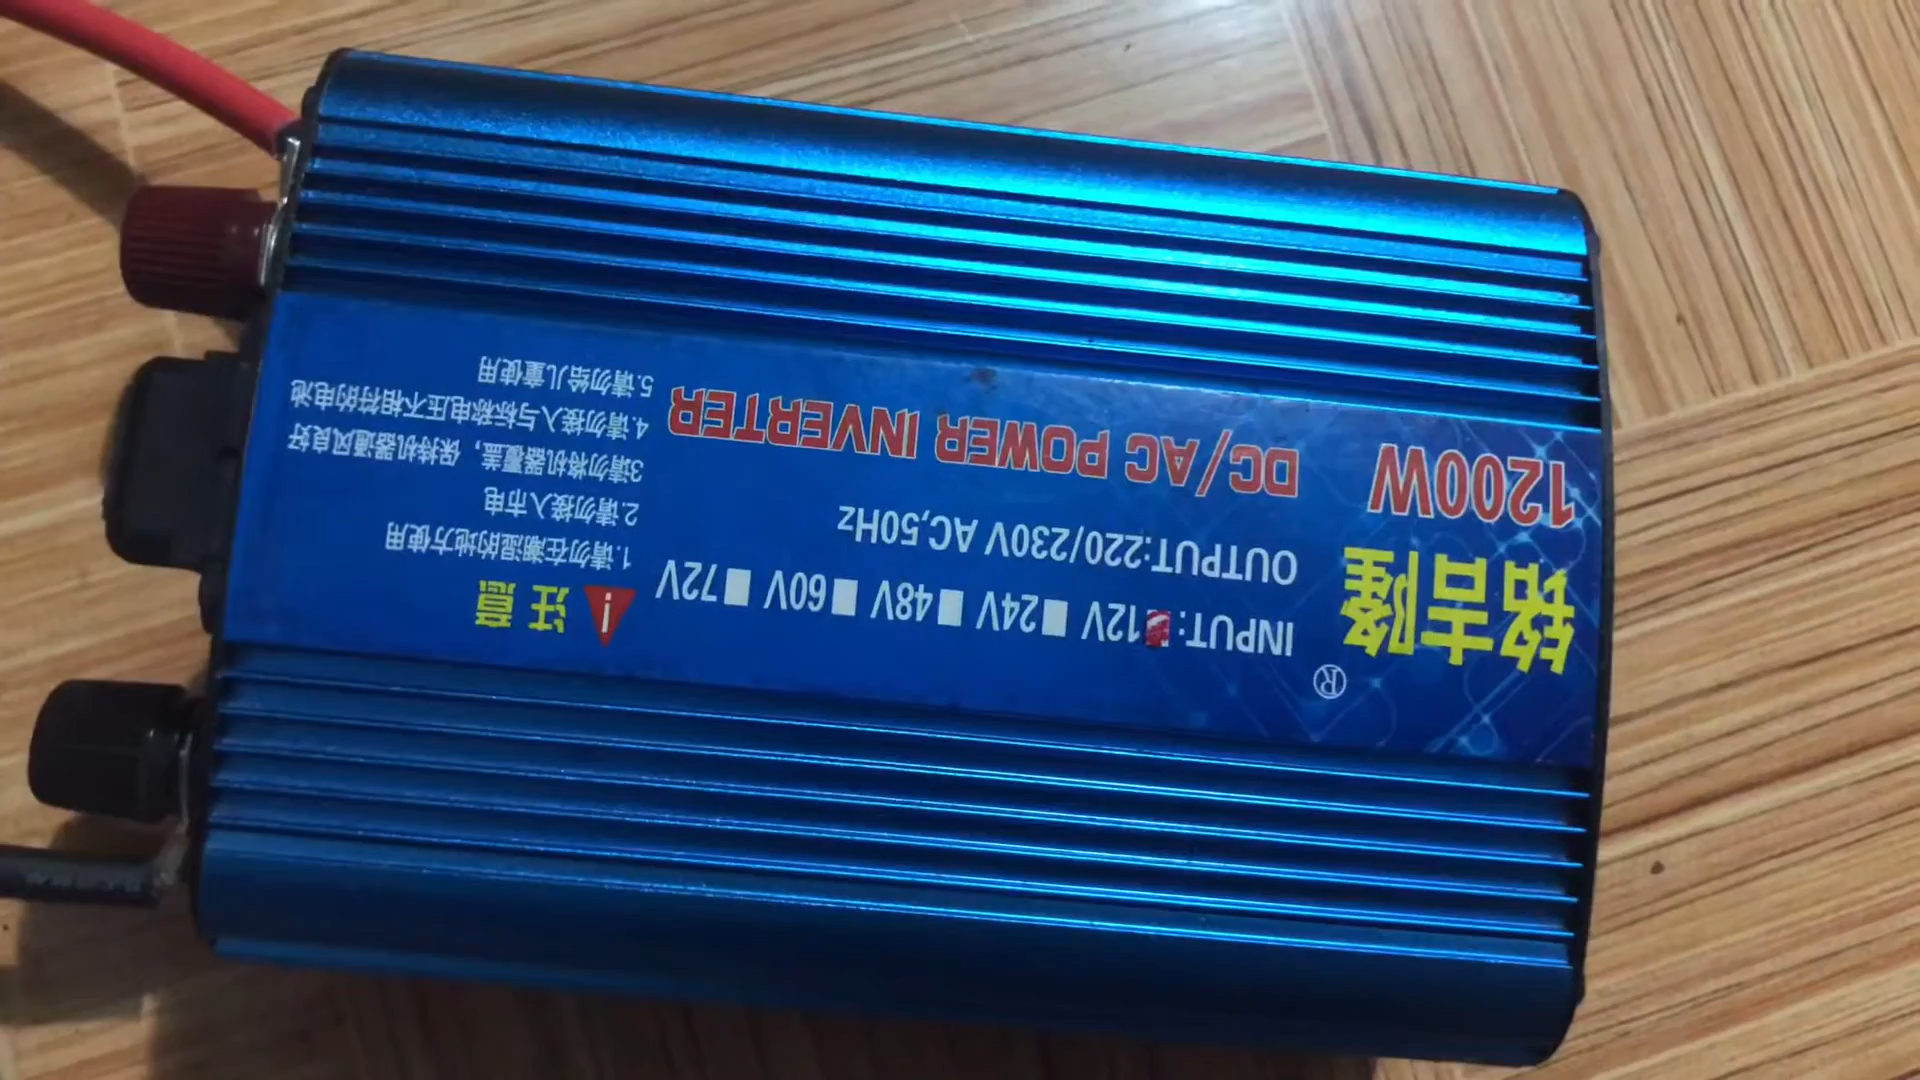 铭吉隆®
1200W
INPUT:12V 24V 48V 60V 72V
OUTPUT:220/230V AC,50Hz
DC/AC POWER INVERTER
注意
1.请勿在潮湿的地方使用
2.请勿接入市电
3请勿将机器覆盖，保持机器通风良好
4.请勿接入与标称电压不相符的电池
5.请勿给儿童使用